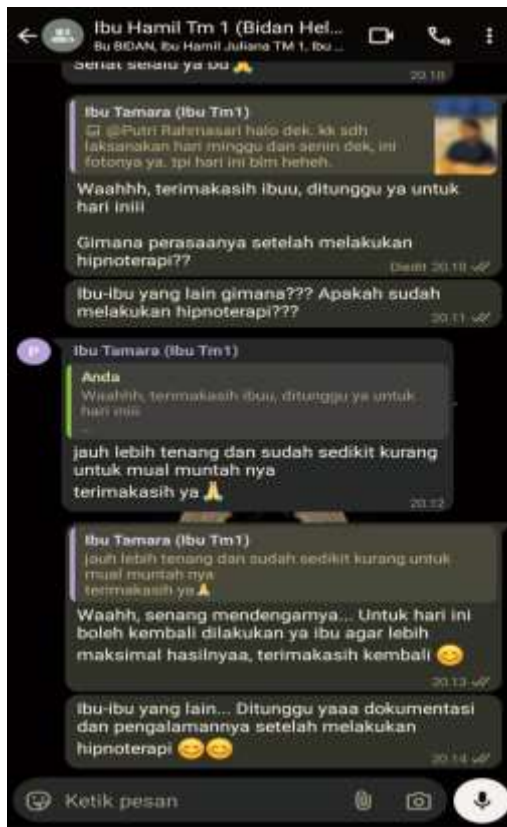 Ibu Hamil Tm 1 (Bidan Hel...
Bu BIDAN, Ibu Hamil Juliana TM 1, Ibu ...
Sehat selalu ya bu 🙏
20.10
Ibu Tamara (Ibu Tm1)
@Putri Rahmasari halo dek. kk sdh
laksanakan hari minggu dan senin dek, ini
fotonya ya. tpi hari ini blm heheh.
Waahhh, terimakasih ibuu, ditunggu ya untuk
hari iniii
Gimana perasaanya setelah melakukan
hipnoterapi??
Diedit 20.10
Ibu-ibu yang lain gimana??? Apakah sudah
melakukan hipnoterapi???
20.11
P
Ibu Tamara (Ibu Tm1)
Anda
Waahhh, terimakasih ibuu, ditunggu ya untuk
hari iniii
...
jauh lebih tenang dan sudah sedikit kurang
untuk mual muntah nya
terimakasih ya 🙏
20.12
Ibu Tamara (Ibu Tm1)
jauh lebih tenang dan sudah sedikit kurang untuk
mual muntah nya
terimakasih ya 🙏
Waahh, senang mendengarnya... Untuk hari ini
boleh kembali dilakukan ya ibu agar lebih
maksimal hasilnyaa, terimakasih kembali 😊
20.13
Ibu-ibu yang lain... Ditunggu yaaa dokumentasi
dan pengalamannya setelah melakukan
hipnoterapi 😊😊
20.14
Ketik pesan